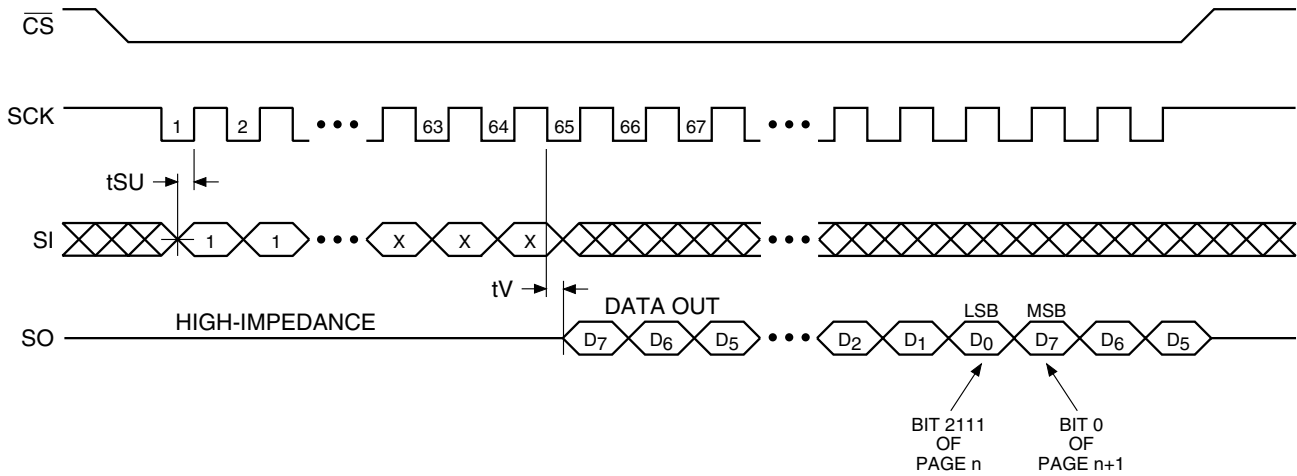 CS
SCK
1 2 63 64 65 66 67
tSU
SI
1 1 X X X
tV
DATA OUT
HIGH-IMPEDANCE
LSB MSB
SO
D7 D6 D5 D2 D1 D0 D7 D6 D5
BIT 2111
OF
PAGE n
BIT 0
OF
PAGE n+1